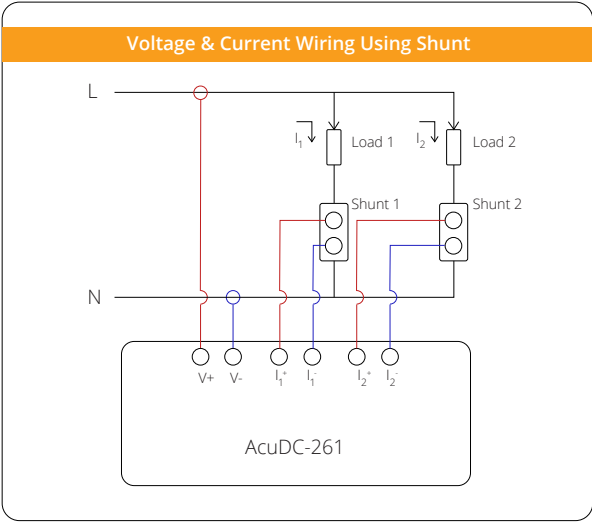 Voltage & Current Wiring Using Shunt
L
I₁ Load 1 I₂ Load 2
Shunt 1 Shunt 2
N
V+ V- I₁⁺ I₁⁻ I₂⁺ I₂⁻
AcuDC-261